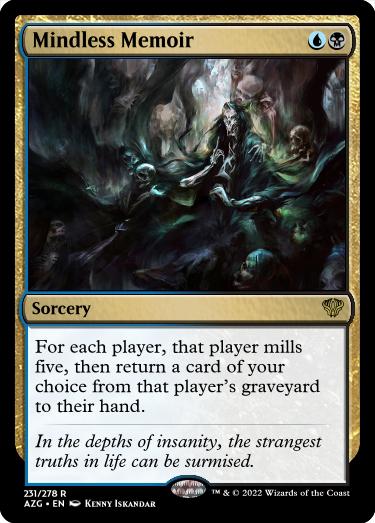 Mindless Memoir
Sorcery
For each player, that player mills
five, then return a card of your
choice from that player's graveyard
to their hand.
In the depths of insanity, the strangest
truths in life can be surmised.
231/278 R
AZG • EN Kenny Iskandar
™ & © 2022 Wizards of the Coast